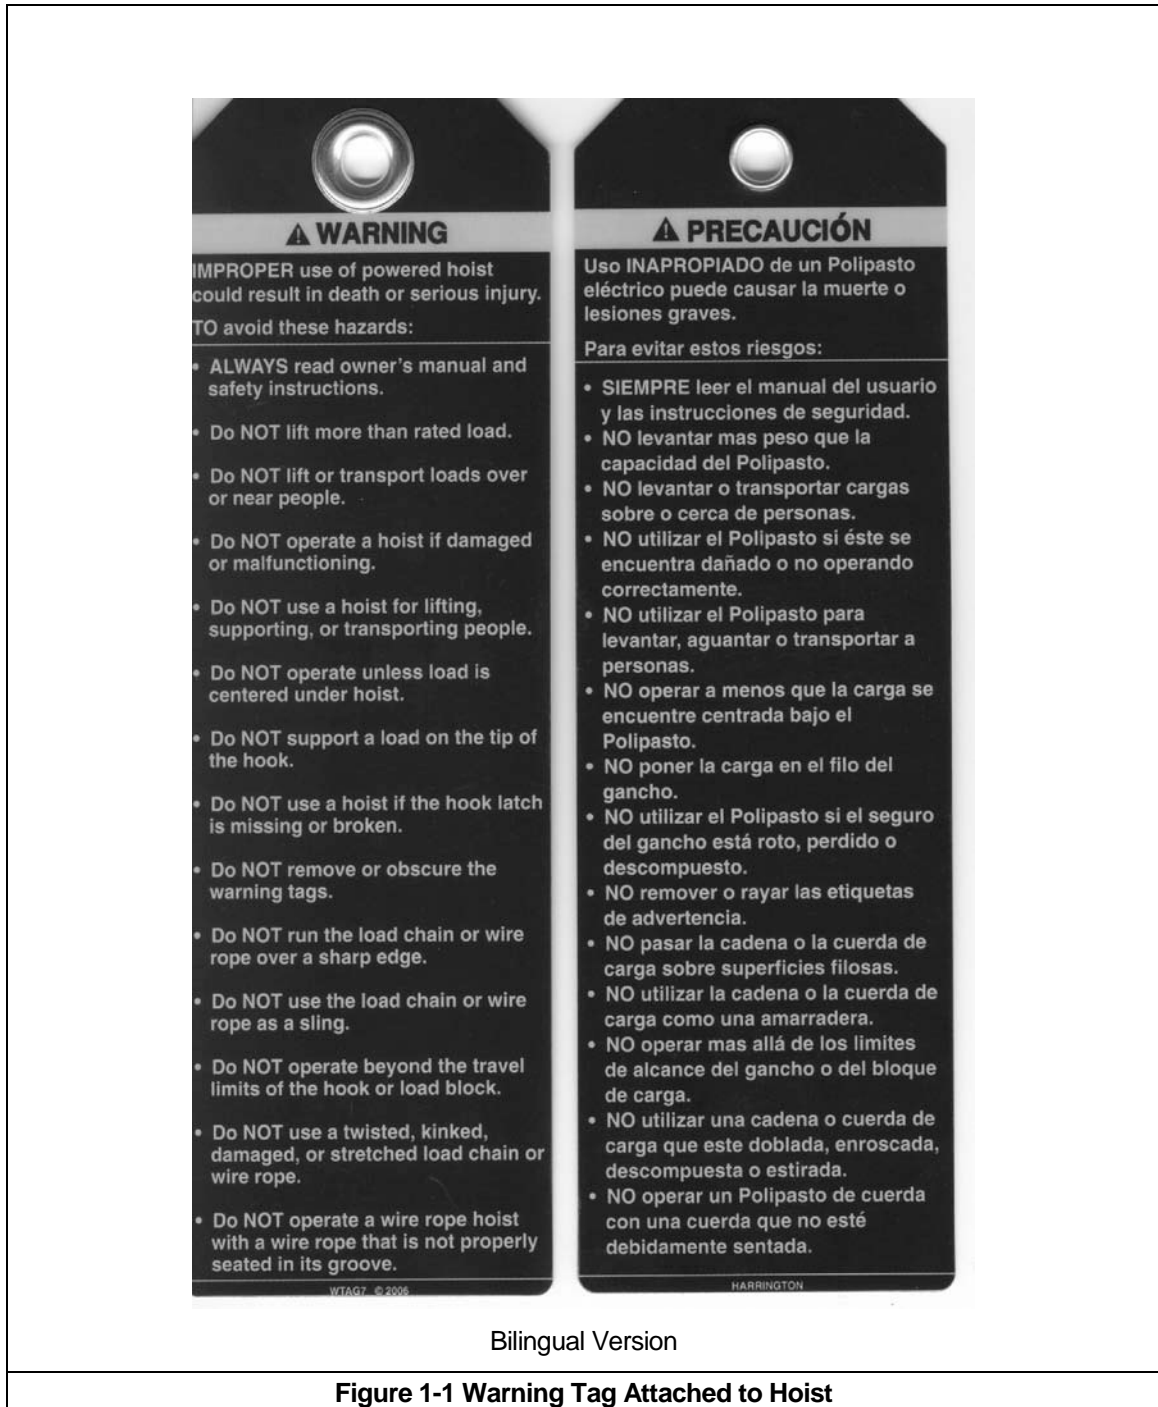 ⚠ WARNING
IMPROPER use of powered hoist
could result in death or serious injury.
TO avoid these hazards:
• ALWAYS read owner's manual and
safety instructions.
• Do NOT lift more than rated load.
• Do NOT lift or transport loads over
or near people.
• Do NOT operate a hoist if damaged
or malfunctioning.
• Do NOT use a hoist for lifting,
supporting, or transporting people.
• Do NOT operate unless load is
centered under hoist.
• Do NOT support a load on the tip of
the hook.
• Do NOT use a hoist if the hook latch
is missing or broken.
• Do NOT remove or obscure the
warning tags.
• Do NOT run the load chain or wire
rope over a sharp edge.
• Do NOT use the load chain or wire
rope as a sling.
• Do NOT operate beyond the travel
limits of the hook or load block.
• Do NOT use a twisted, kinked,
damaged, or stretched load chain or
wire rope.
• Do NOT operate a wire rope hoist
with a wire rope that is not properly
seated in its groove.
WTAG7 © 2006
⚠ PRECAUCIÓN
Uso INAPROPIADO de un Polipasto
eléctrico puede causar la muerte o
lesiones graves.
Para evitar estos riesgos:
• SIEMPRE leer el manual del usuario
y las instrucciones de seguridad.
• NO levantar mas peso que la
capacidad del Polipasto.
• NO levantar o transportar cargas
sobre o cerca de personas.
• NO utilizar el Polipasto si éste se
encuentra dañado o no operando
correctamente.
• NO utilizar el Polipasto para
levantar, aguantar o transportar a
personas.
• NO operar a menos que la carga se
encuentre centrada bajo el
Polipasto.
• NO poner la carga en el filo del
gancho.
• NO utilizar el Polipasto si el seguro
del gancho está roto, perdido o
descompuesto.
• NO remover o rayar las etiquetas
de advertencia.
• NO pasar la cadena o la cuerda de
carga sobre superficies filosas.
• NO utilizar la cadena o la cuerda de
carga como una amarradera.
• NO operar mas allá de los limites
de alcance del gancho o del bloque
de carga.
• NO utilizar una cadena o cuerda de
carga que este doblada, enroscada,
descompuesta o estirada.
• NO operar un Polipasto de cuerda
con una cuerda que no esté
debidamente sentada.
HARRINGTON
Bilingual Version
Figure 1-1 Warning Tag Attached to Hoist